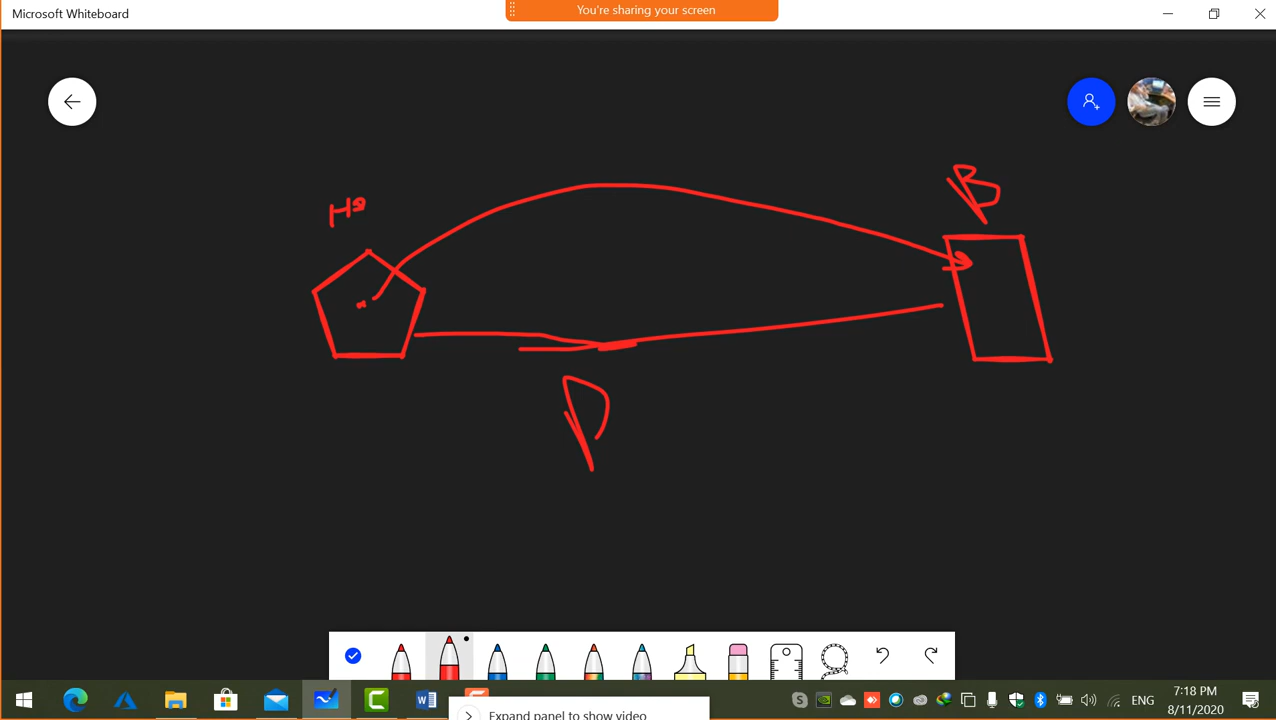 Microsoft Whiteboard
You're sharing your screen
B
P
ENG
7:18 PM
8/11/2020
3
Expand panel to show video